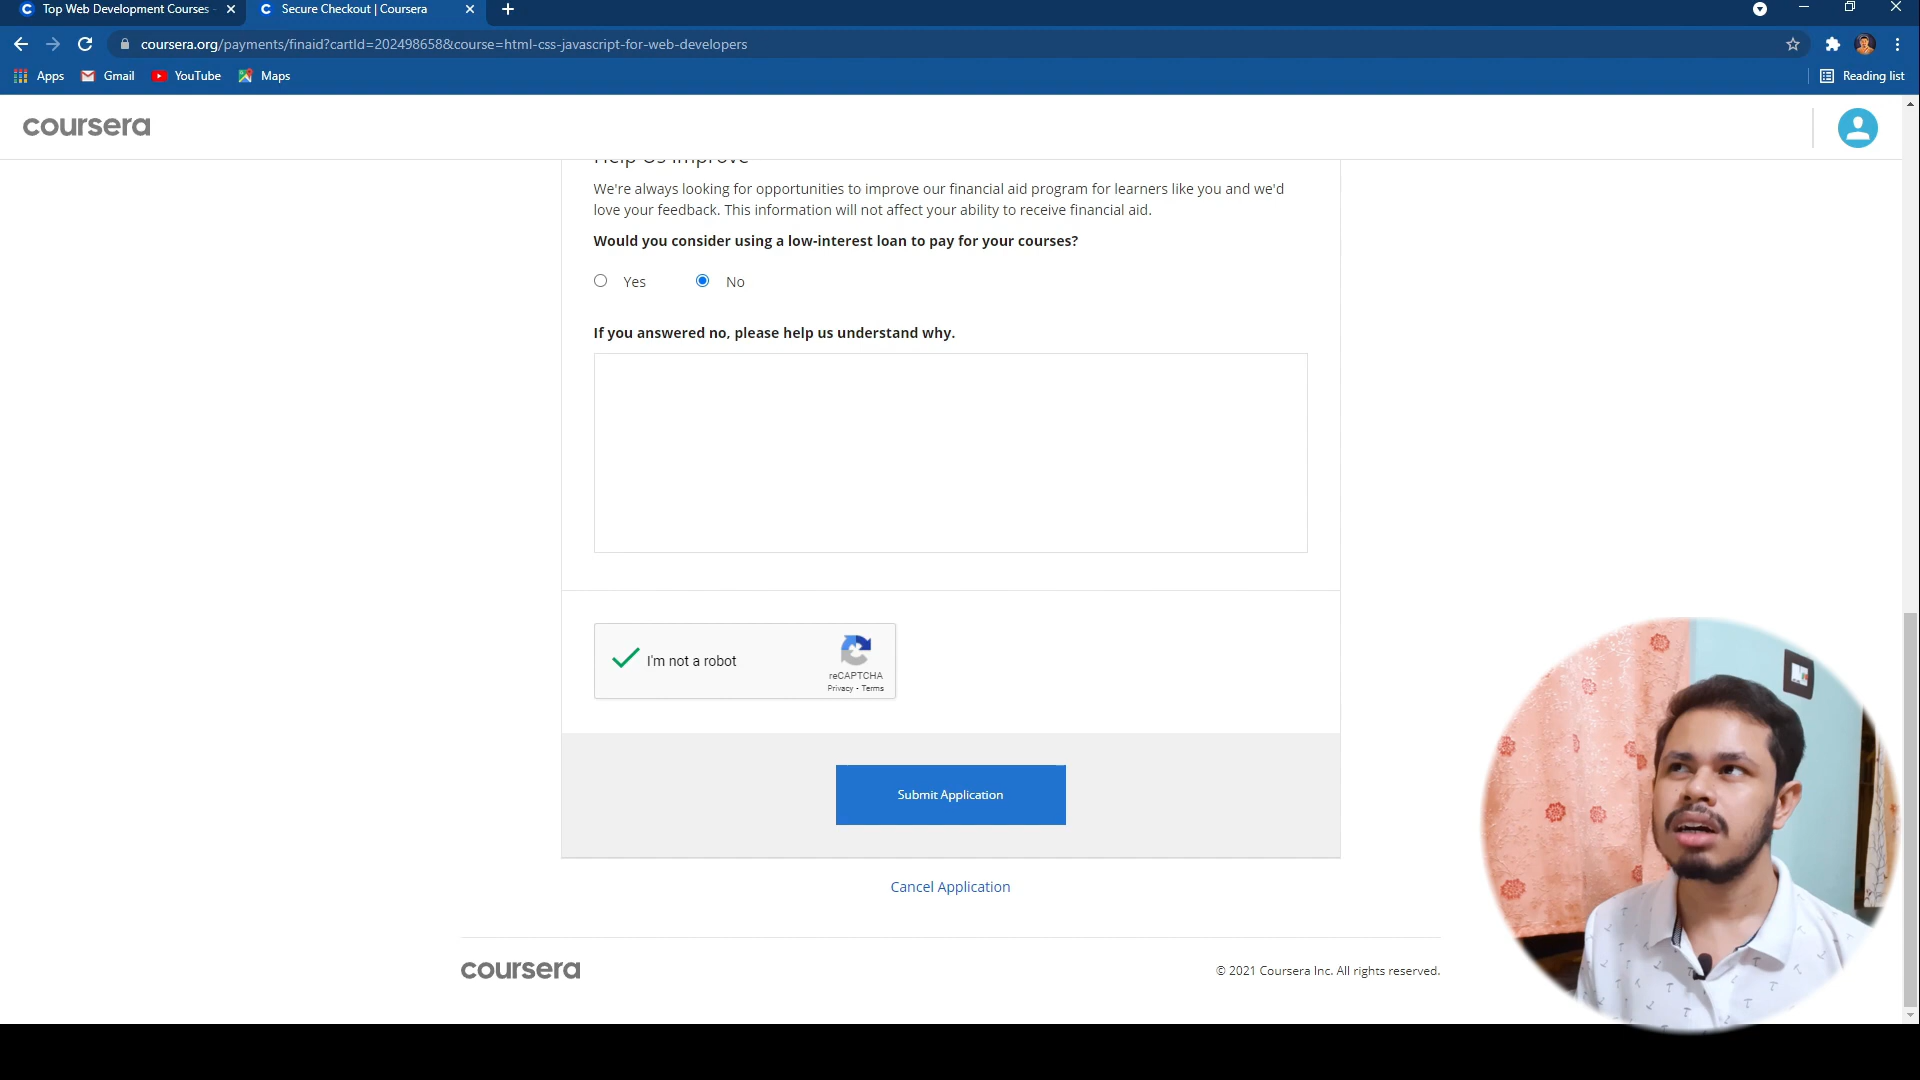 Top Web Development Courses
Secure Checkout | Coursera
coursera.org/payments/finaid?cartId=202498658&course=html-css-javascript-for-web-developers
Apps
Gmail
YouTube
Maps
Reading list
coursera
Help Us Improve
We're always looking for opportunities to improve our financial aid program for learners like you and we'd
love your feedback. This information will not affect your ability to receive financial aid.
Would you consider using a low-interest loan to pay for your courses?
Yes
No
If you answered no, please help us understand why.
I'm not a robot
reCAPTCHA
Privacy - Terms
Submit Application
Cancel Application
coursera
© 2021 Coursera Inc. All rights reserved.